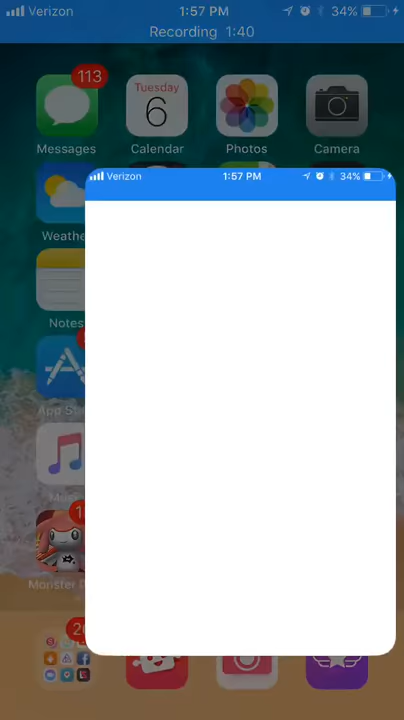 Verizon 1:57 PM 34%
Recording 1:40
113
Tuesday
6
Messages Calendar Photos Camera
Verizon 1:57 PM 34%
Weathe
Notes
App St
Musi
Monster